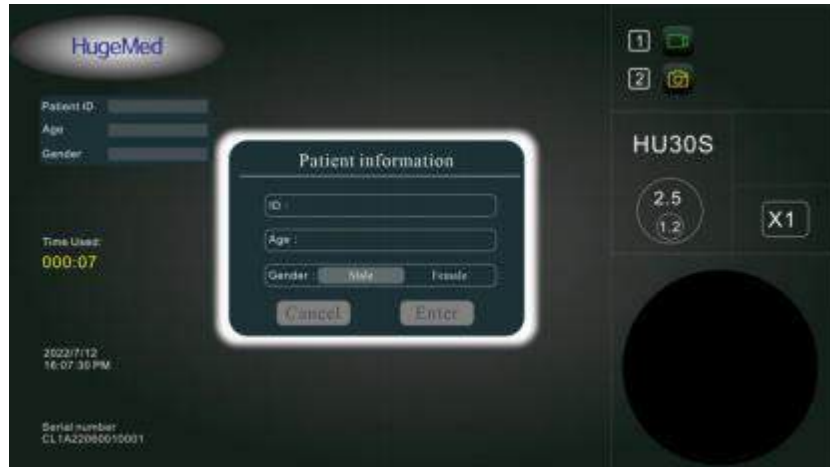 HugeMed
Patient ID
Age
Gender
Time Used:
000:07
2022/7/12
16:07:30 PM
Serial number
CL1A22060010001
Patient information
ID :
Age :
Gender : Male Female
Cancel Enter
1
2
HU30S
2.5
1.2
X1